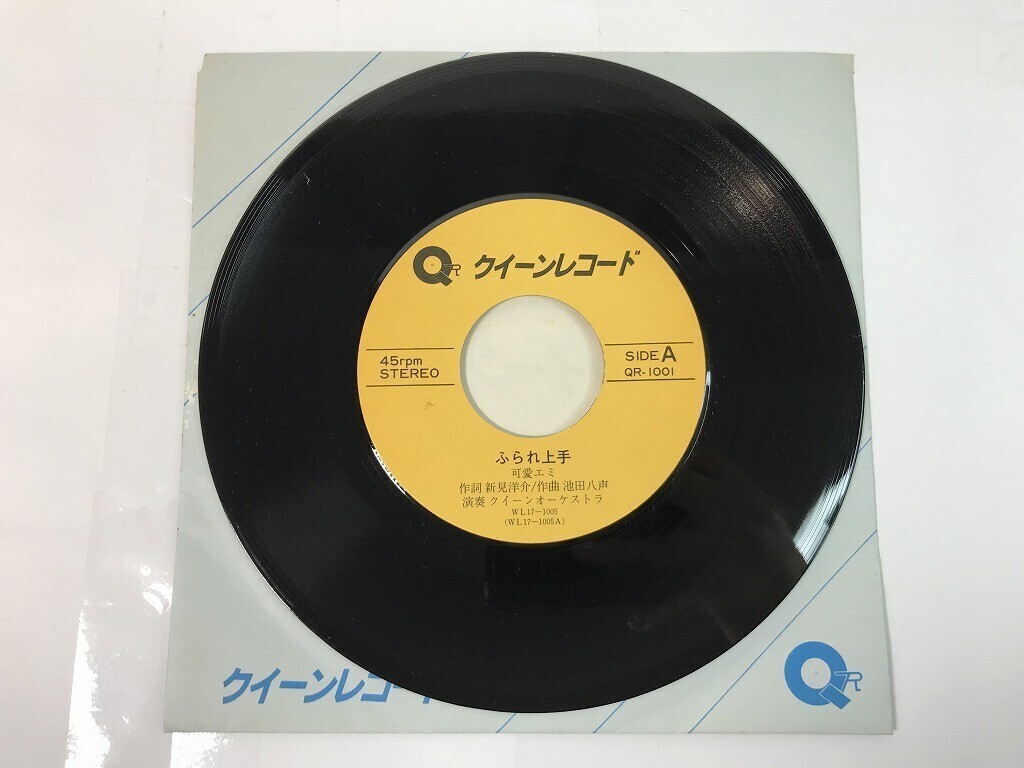 QR クイーンレコード
45rpm
STEREO
SIDE A
QR-1001
ふられ上手
可愛エミ
作詞 新見洋介/作曲 池田八声
演奏 クイーンオーケストラ
WL17-1005
(WL17-1005A)
クイーンレコード
QR